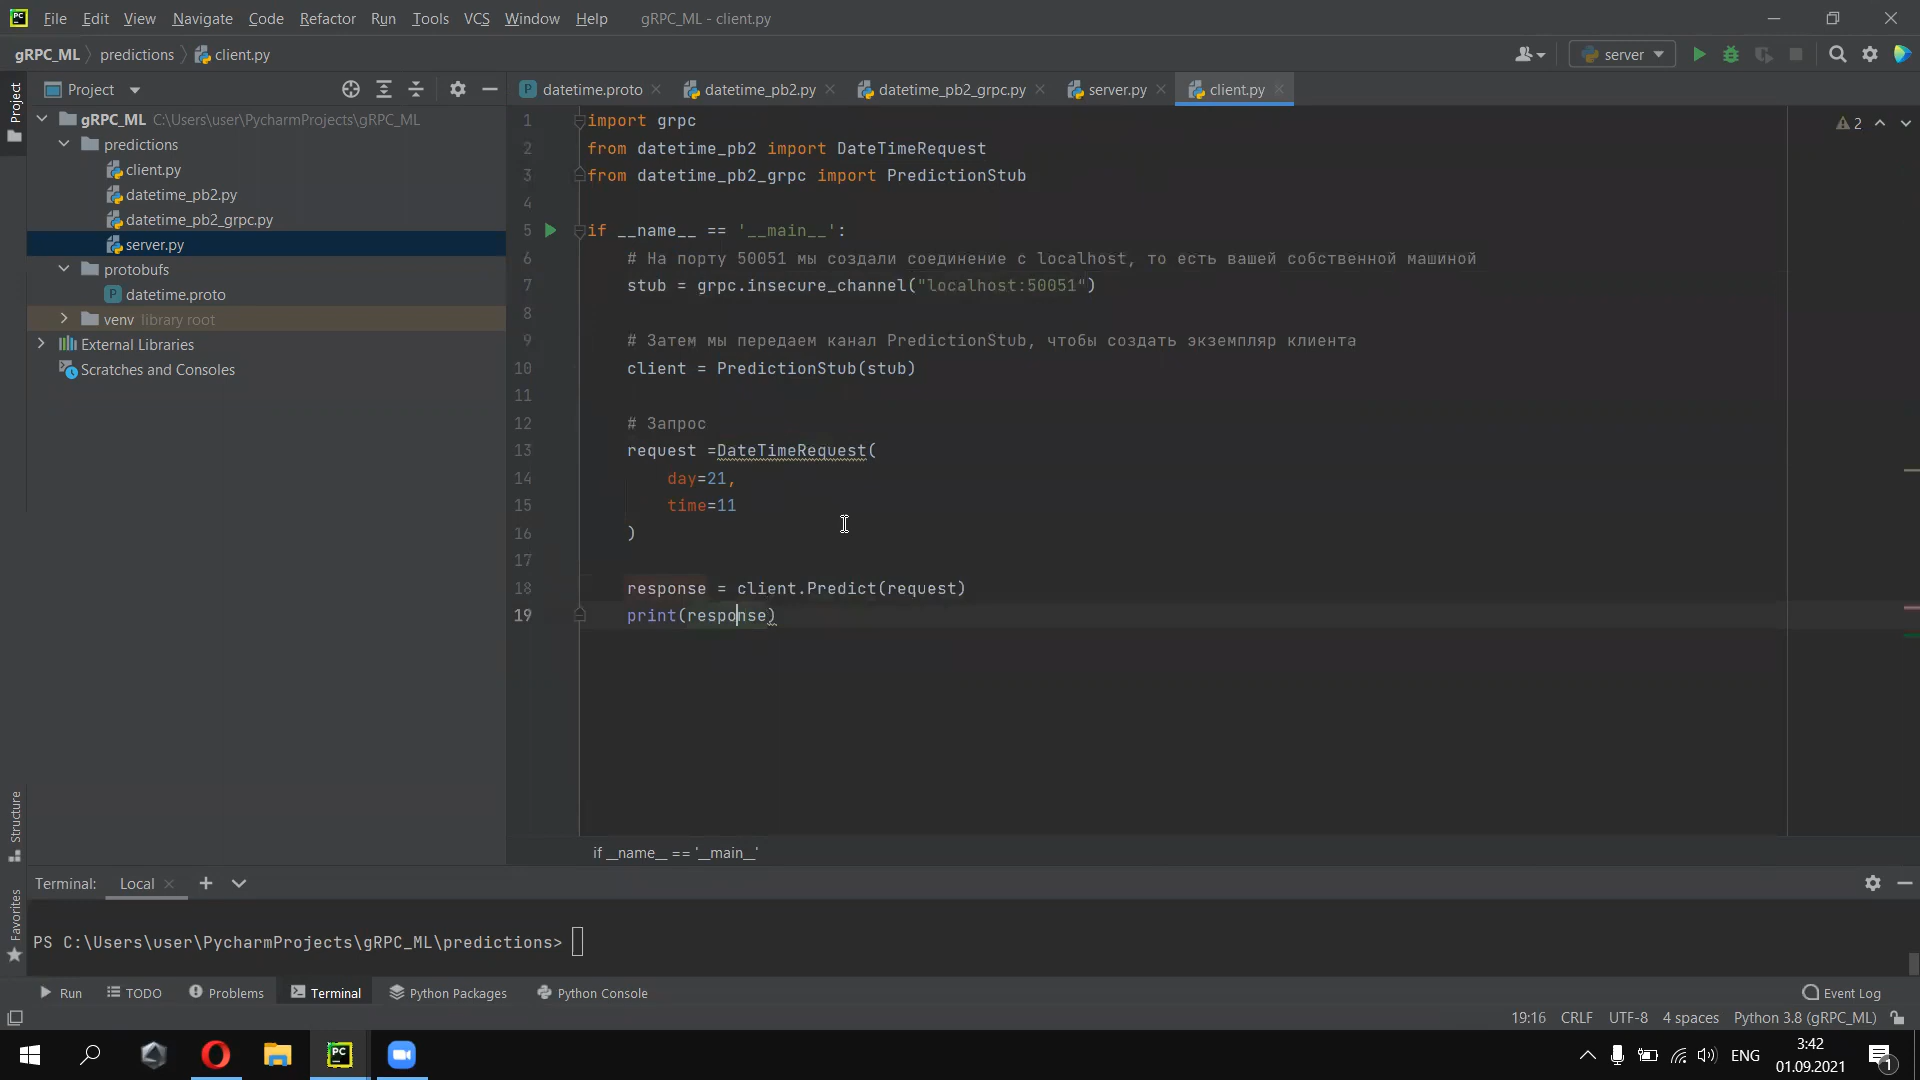 File Edit View Navigate Code Refactor Run Tools VCS Window Help gRPC_ML - client.py
gRPC_ML predictions client.py server
Project
Project
gRPC_ML C:\Users\user\PycharmProjects\gRPC_ML
predictions
client.py
datetime_pb2.py
datetime_pb2_grpc.py
server.py
protobufs
datetime.proto
venv library root
External Libraries
Scratches and Consoles
datetime.proto datetime_pb2.py datetime_pb2_grpc.py server.py client.py
2
1 import grpc
2 from datetime_pb2 import DateTimeRequest
3 from datetime_pb2_grpc import PredictionStub
4
5 if __name__ == '__main__':
6 # На порту 50051 мы создали соединение с localhost, то есть вашей собственной машиной
7 stub = grpc.insecure_channel("localhost:50051")
8
9 # Затем мы передаем канал PredictionStub, чтобы создать экземпляр клиента
10 client = PredictionStub(stub)
11
12 # Запрос
13 request =DateTimeRequest(
14 day=21,
15 time=11
16 )
17
18 response = client.Predict(request)
19 print(response)
if __name__ == '__main__'
Structure
Favorites
Terminal: Local
PS C:\Users\user\PycharmProjects\gRPC_ML\predictions>
Run TODO Problems Terminal Python Packages Python Console Event Log
19:16 CRLF UTF-8 4 spaces Python 3.8 (gRPC_ML)
PC
ENG
3:42
01.09.2021
1